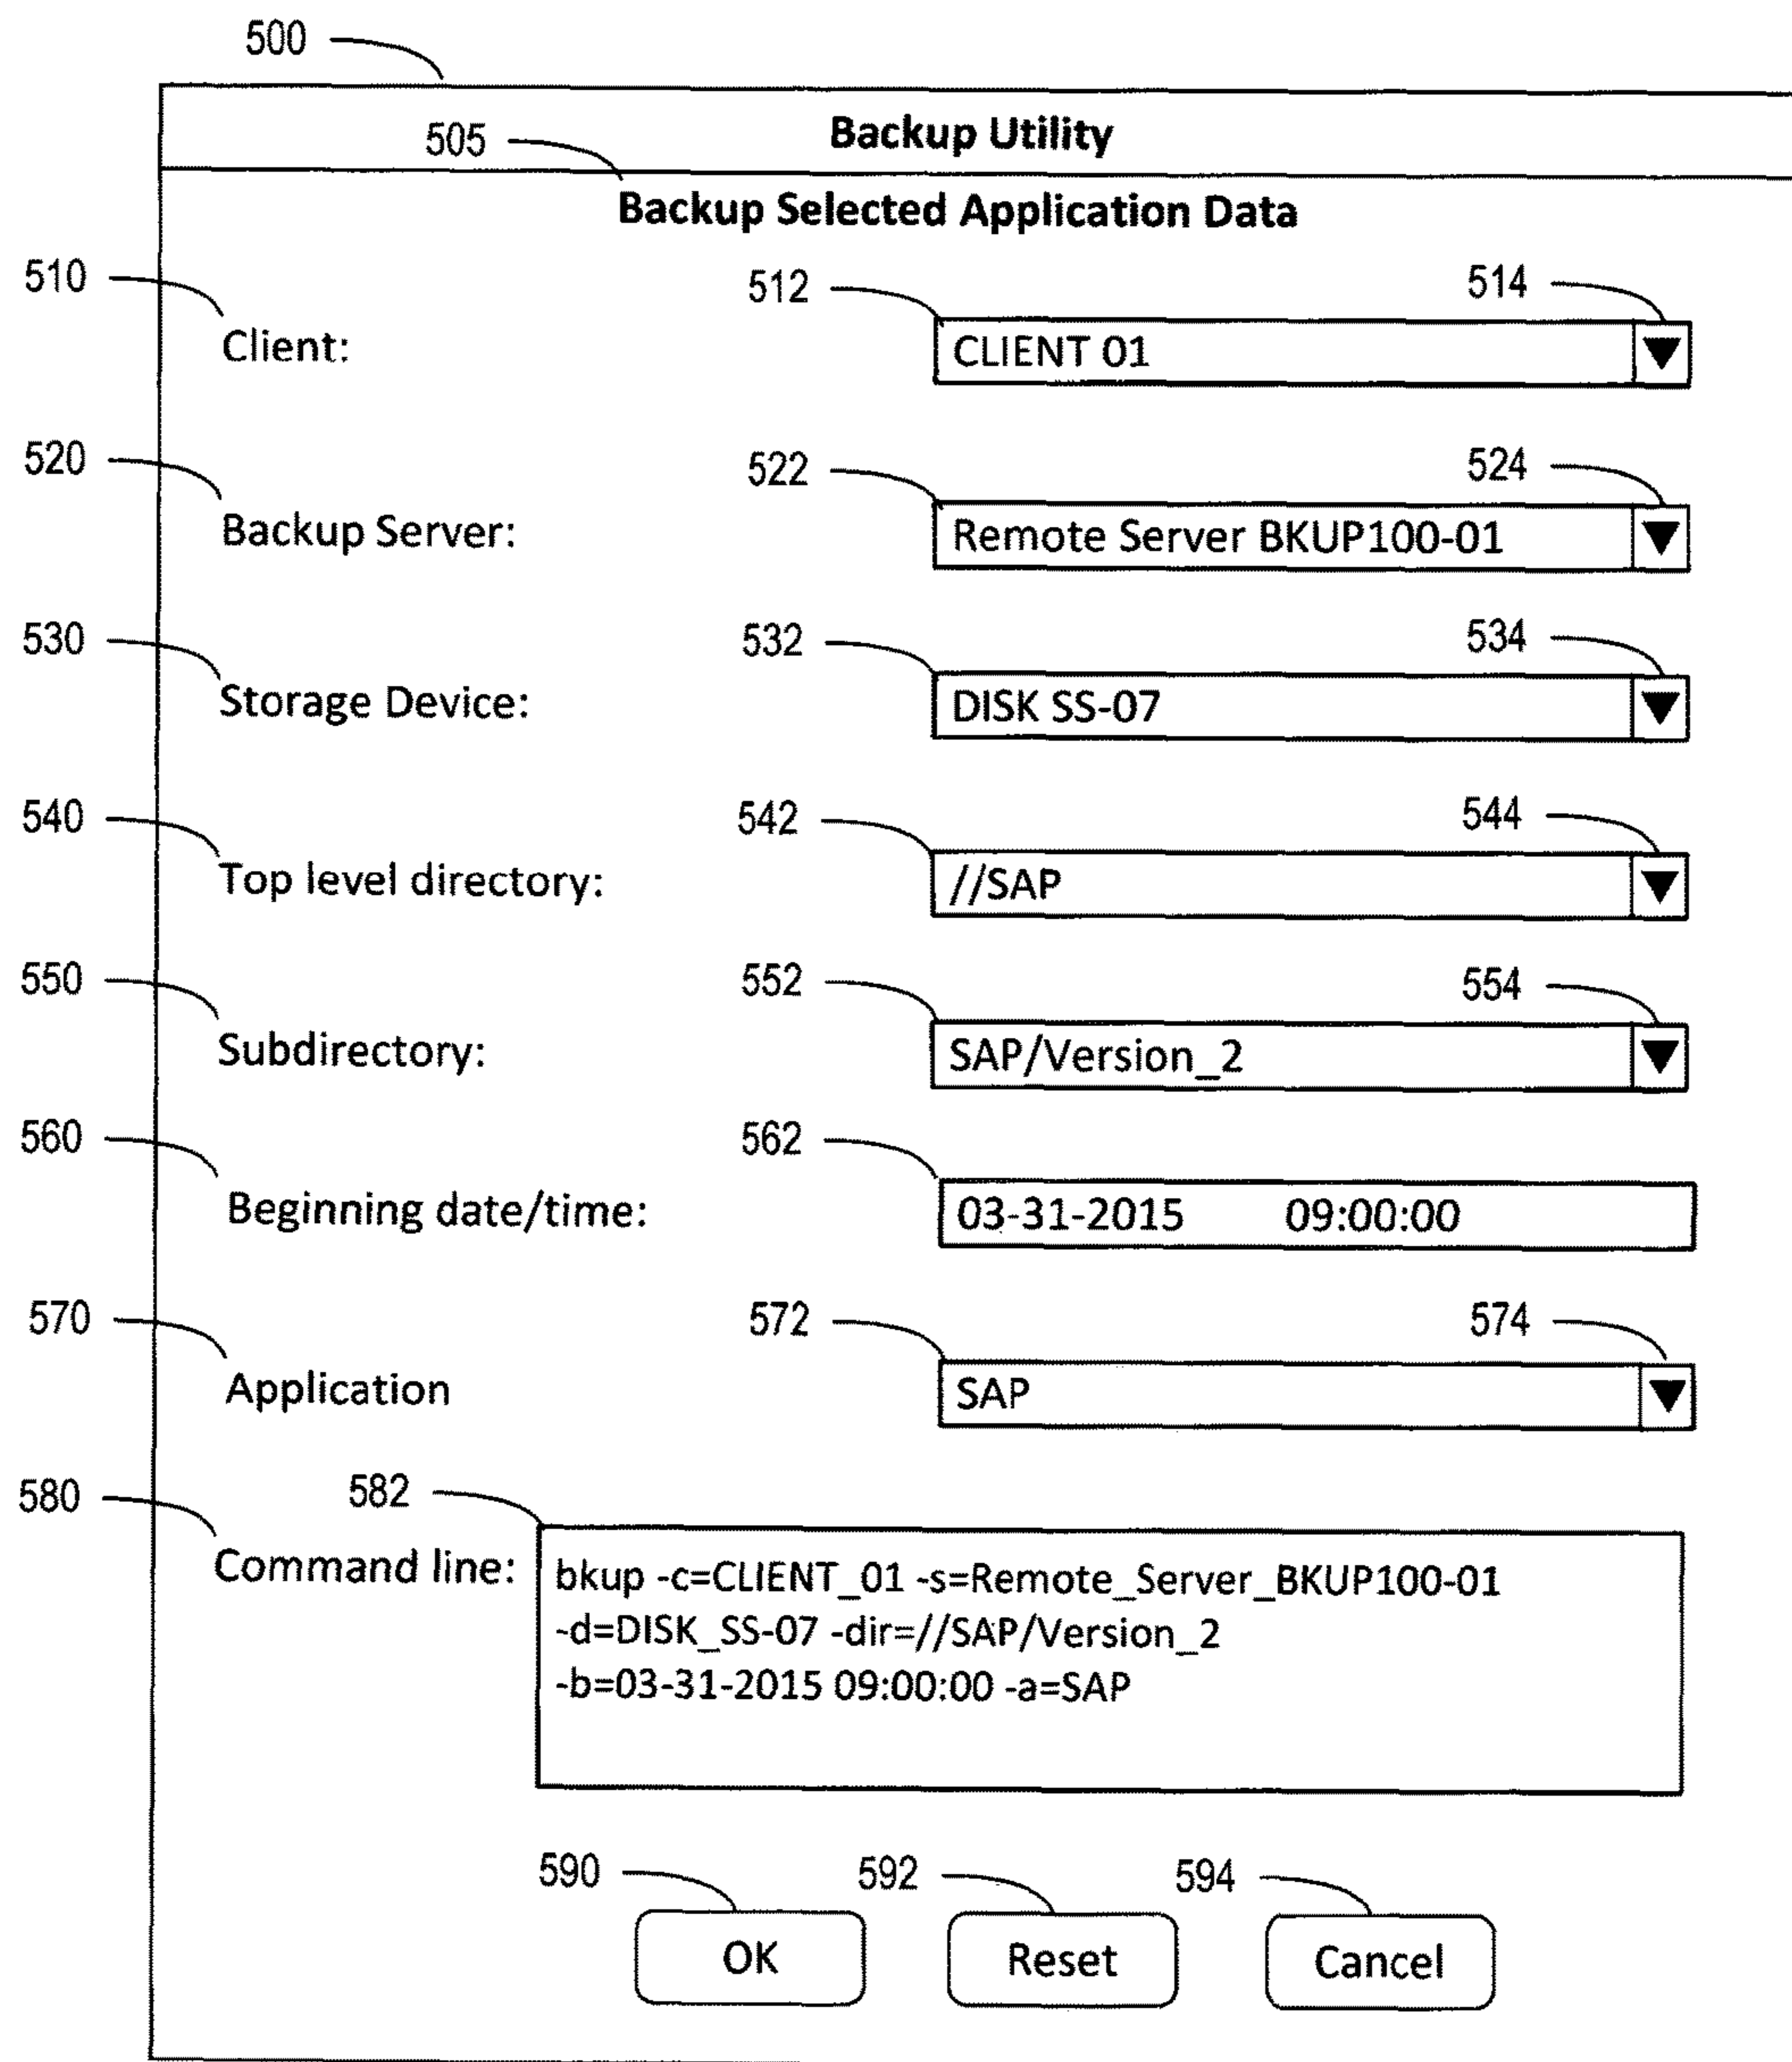 500
Backup Utility
505
Backup Selected Application Data
510
512
514
Client:
CLIENT 01
520
522
524
Backup Server:
Remote Server BKUP100-01
530
532
534
Storage Device:
DISK SS-07
540
542
544
Top level directory:
//SAP
550
552
554
Subdirectory:
SAP/Version_2
560
562
Beginning date/time:
03-31-2015 09:00:00
570
572
574
Application
SAP
580
582
Command line:
bkup -c=CLIENT_01 -s=Remote_Server_BKUP100-01
-d=DISK_SS-07 -dir=//SAP/Version_2
-b=03-31-2015 09:00:00 -a=SAP
590
592
594
OK
Reset
Cancel